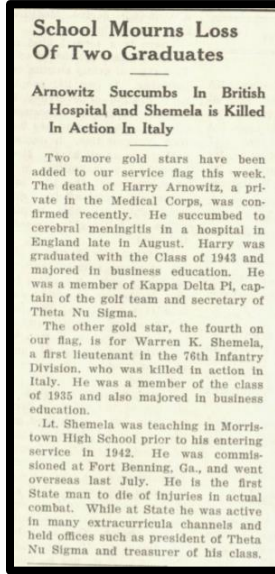 School Mourns Loss
Of Two Graduates
Arnowitz Succumbs In British
Hospital and Shemela is Killed
In Action In Italy
Two more gold stars have been
added to our service flag this week.
The death of Harry Arnowitz, a pri-
vate in the Medical Corps, was con-
firmed recently. He succumbed to
cerebral meningitis in a hospital in
England late in August. Harry was
graduated with the Class of 1943 and
majored in business education. He
was a member of Kappa Delta Pi, cap-
tain of the golf team and secretary of
Theta Nu Sigma.
The other gold star, the fourth on
our flag, is for Warren K. Shemela,
a first lieutenant in the 76th Infantry
Division, who was killed in action in
Italy. He was a member of the class
of 1935 and also majored in business
education.
Lt. Shemela was teaching in Morris-
town High School prior to his entering
service in 1942. He was commis-
sioned at Fort Benning, Ga., and went
overseas last July. He is the first
State man to die of injuries in actual
combat. While at State he was active
in many extracurricula channels and
held offices such as president of Theta
Nu Sigma and treasurer of his class.